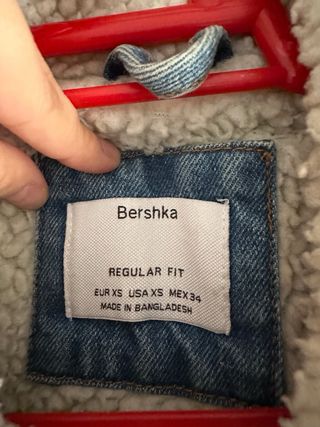 Bershka
REGULAR FIT
EUR XS USA XS MEX 34
MADE IN BANGLADESH